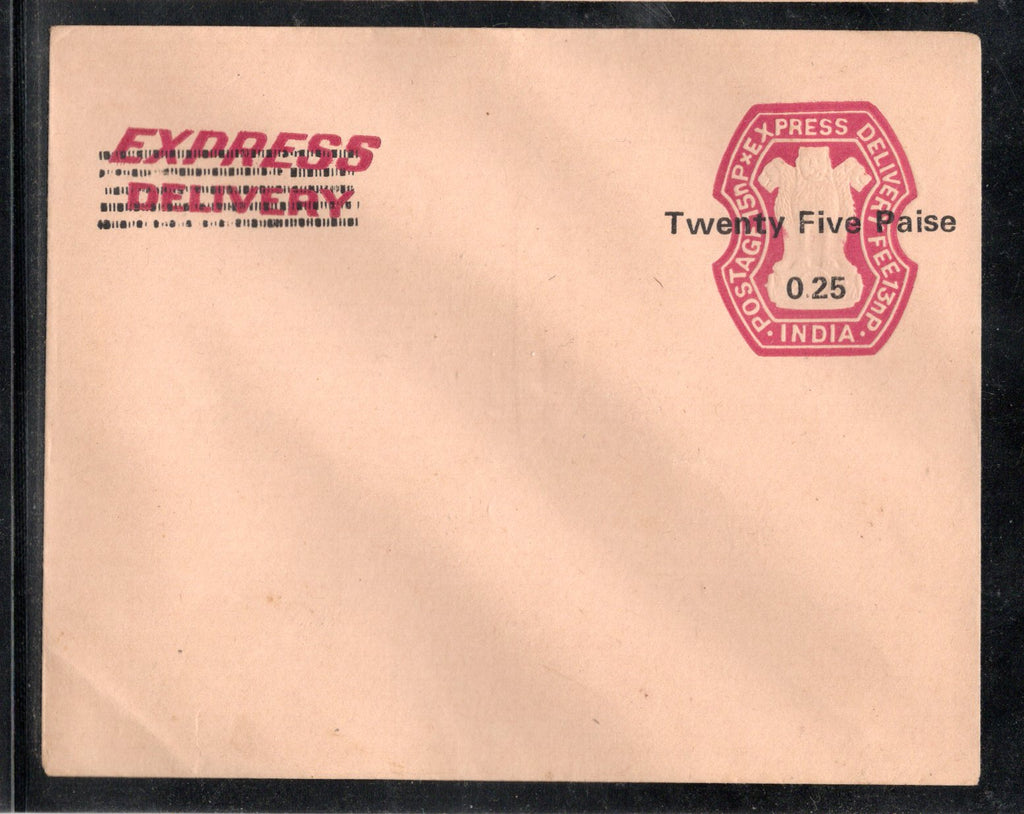 EXPRESS
DELIVERY
POSTAGE 15nP×EXPRESS DELIVERY FEE 13nP
Twenty Five Paise
0.25
· INDIA ·